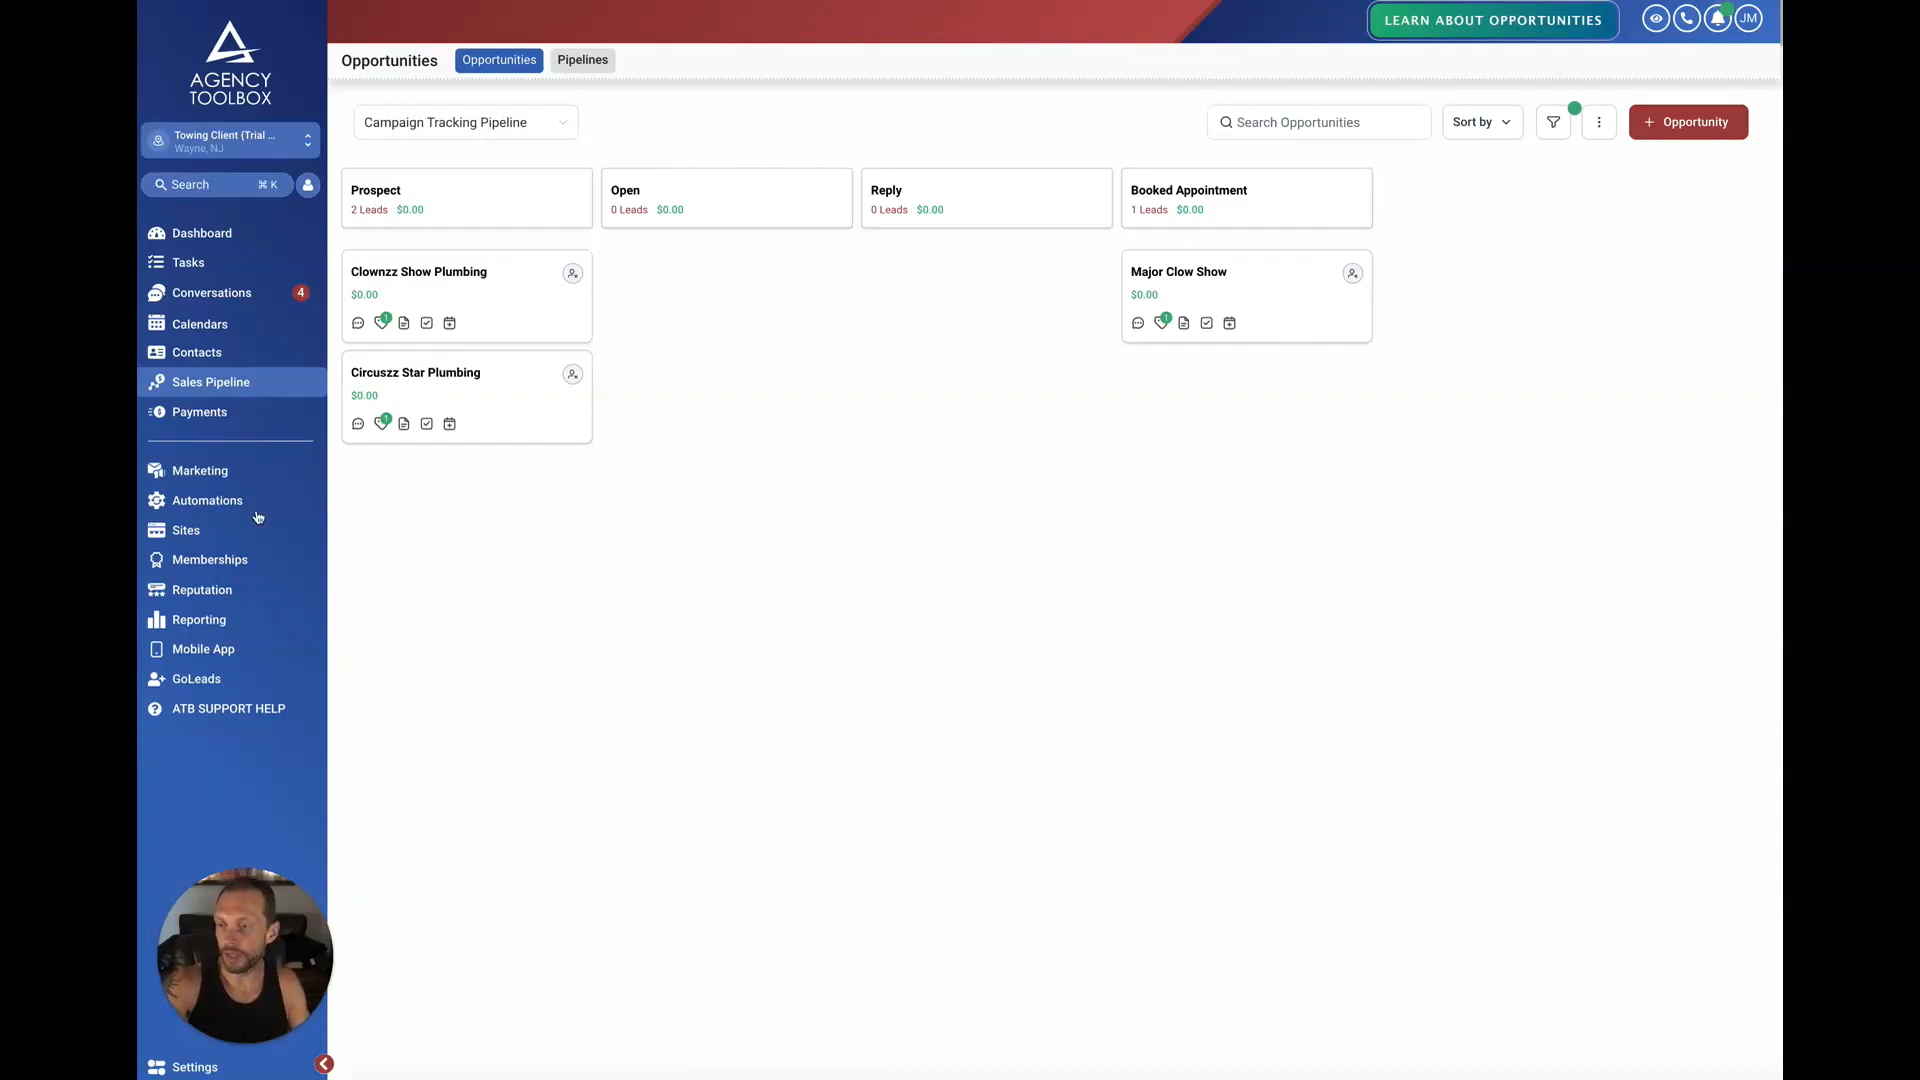 AGENCY
TOOLBOX
Towing Client (Trial ...
Wayne, NJ
Search ⌘ K
Dashboard
Tasks
Conversations 4
Calendars
Contacts
Sales Pipeline
Payments
Marketing
Automations
Sites
Memberships
Reputation
Reporting
Mobile App
GoLeads
ATB SUPPORT HELP
Settings
LEARN ABOUT OPPORTUNITIES
JM
Opportunities Opportunities Pipelines
Campaign Tracking Pipeline Search Opportunities Sort by + Opportunity
Prospect
2 Leads $0.00
Open
0 Leads $0.00
Reply
0 Leads $0.00
Booked Appointment
1 Leads $0.00
Clownzz Show Plumbing
$0.00
1
Circuszz Star Plumbing
$0.00
1
Major Clow Show
$0.00
1